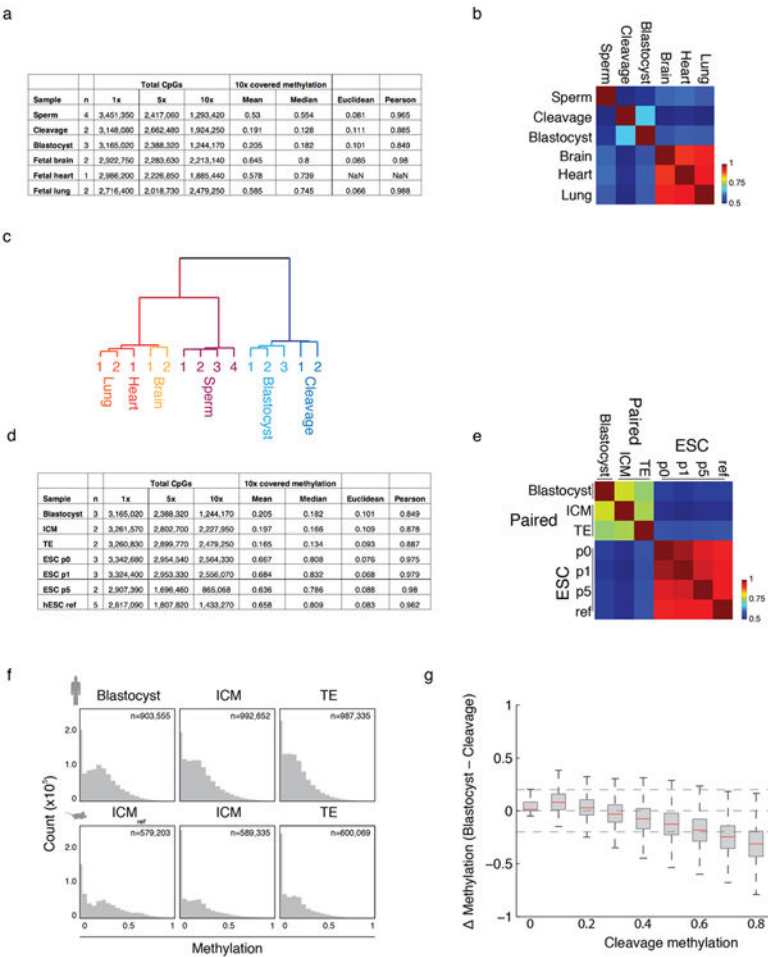 a
Total CpGs 10x covered methylation
Sample n 1x 5x 10x Mean Median Euclidean Pearson
Sperm 4 3,451,350 2,417,060 1,293,420 0.53 0.554 0.081 0.965
Cleavage 2 3,148,080 2,662,480 1,924,250 0.191 0.128 0.111 0.885
Blastocyst 3 3,165,020 2,388,320 1,244,170 0.205 0.182 0.101 0.849
Fetal brain 2 2,922,750 2,283,630 2,213,140 0.645 0.8 0.085 0.98
Fetal heart 1 2,986,200 2,226,850 1,885,440 0.578 0.739 NaN NaN
Fetal lung 2 2,716,400 2,018,730 2,479,250 0.585 0.745 0.066 0.988
b
Sperm Cleavage Blastocyst Brain Heart Lung
Sperm
Cleavage
Blastocyst
Brain
Heart
Lung
1
0.75
0.5
c
1 2 1 1 2 1 2 3 4 1 2 3 1 2
Lung Heart Brain Sperm Blastocyst Cleavage
d
Total CpGs 10x covered methylation
Sample n 1x 5x 10x Mean Median Euclidean Pearson
Blastocyst 3 3,165,020 2,388,320 1,244,170 0.205 0.182 0.101 0.849
ICM 2 3,261,570 2,802,700 2,227,950 0.197 0.166 0.109 0.878
TE 2 3,260,830 2,899,770 2,479,250 0.165 0.134 0.093 0.887
ESC p0 3 3,342,680 2,954,540 2,564,330 0.667 0.808 0.076 0.975
ESC p1 3 3,324,400 2,953,330 2,556,070 0.684 0.832 0.068 0.979
ESC p5 2 2,907,390 1,696,460 865,068 0.636 0.786 0.088 0.98
hESC ref 5 2,617,090 1,807,820 1,433,270 0.658 0.809 0.083 0.962
e
Paired ESC
Blastocyst ICM TE p0 p1 p5 ref
Blastocyst
Paired ICM
TE
ESC
p0
p1
p5
ref
1
0.75
0.5
f
Blastocyst ICM TE
n=903,555 n=992,652 n=987,335
2.0
1.0
0
ICM ref ICM TE
n=579,203 n=589,335 n=600,069
2.0
1.0
0
Count (x10⁵)
0 0.5 1 0 0.5 1 0 0.5 1
Methylation
g
Δ Methylation (Blastocyst − Cleavage)
1
0.5
0
−0.5
−1
0 0.2 0.4 0.6 0.8
Cleavage methylation